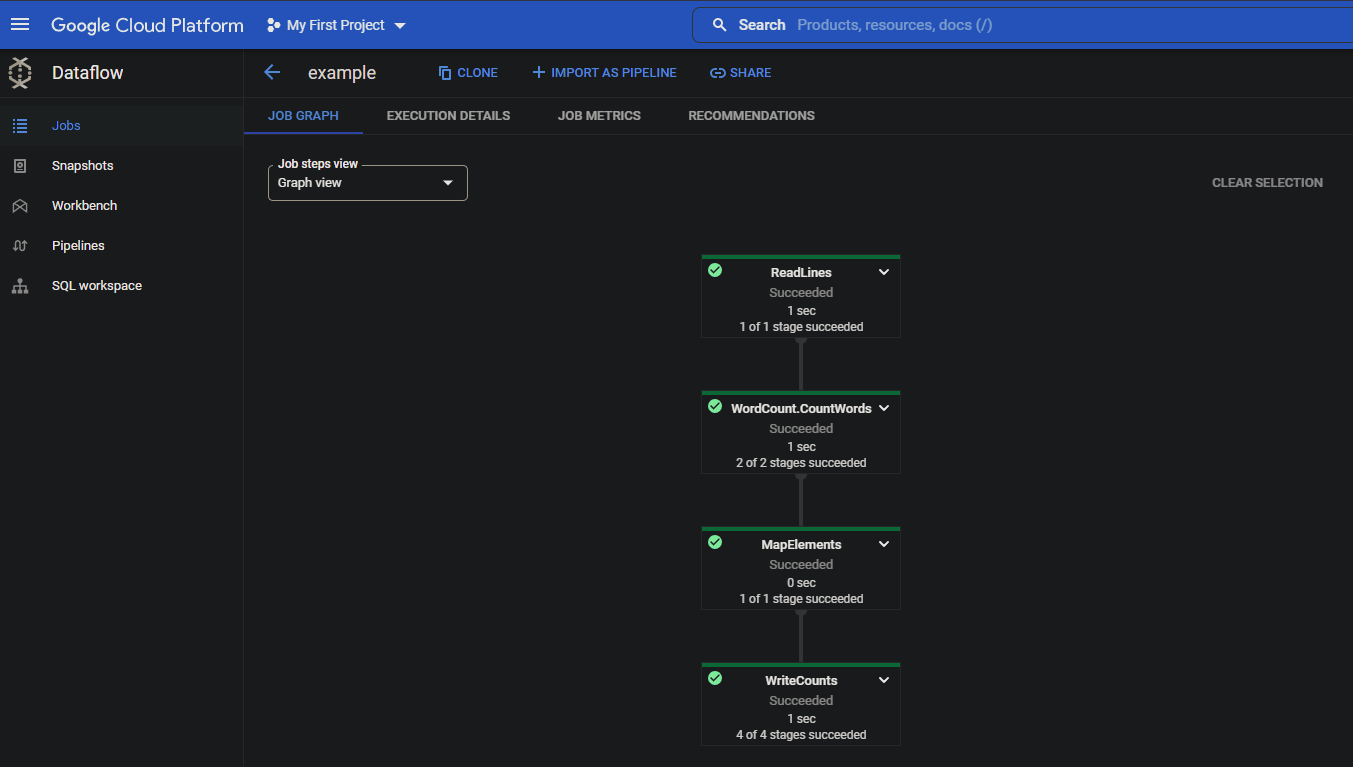 Google Cloud Platform
My First Project
Search Products, resources, docs (/)
Dataflow
example
CLONE
IMPORT AS PIPELINE
SHARE
Jobs
Snapshots
Workbench
Pipelines
SQL workspace
JOB GRAPH
EXECUTION DETAILS
JOB METRICS
RECOMMENDATIONS
Job steps view
Graph view
CLEAR SELECTION
ReadLines
Succeeded
1 sec
1 of 1 stage succeeded
WordCount.CountWords
Succeeded
1 sec
2 of 2 stages succeeded
MapElements
Succeeded
0 sec
1 of 1 stage succeeded
WriteCounts
Succeeded
1 sec
4 of 4 stages succeeded